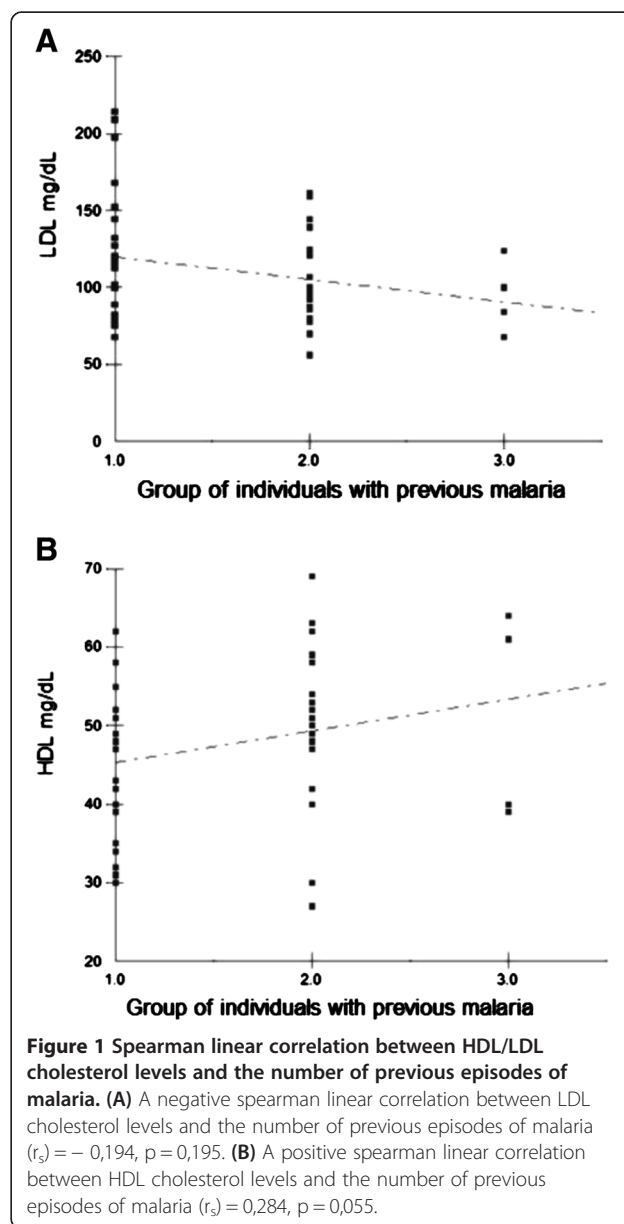 A
250
200
150
100
50
0
LDL mg/dL
1.0 2.0 3.0
Group of individuals with previous malaria
B
70
60
50
40
30
20
HDL mg/dL
1.0 2.0 3.0
Group of individuals with previous malaria
Figure 1 Spearman linear correlation between HDL/LDL
cholesterol levels and the number of previous episodes of
malaria. (A) A negative spearman linear correlation between LDL
cholesterol levels and the number of previous episodes of malaria
(rs) = − 0,194, p = 0,195. (B) A positive spearman linear correlation
between HDL cholesterol levels and the number of previous
episodes of malaria (rs) = 0,284, p = 0,055.